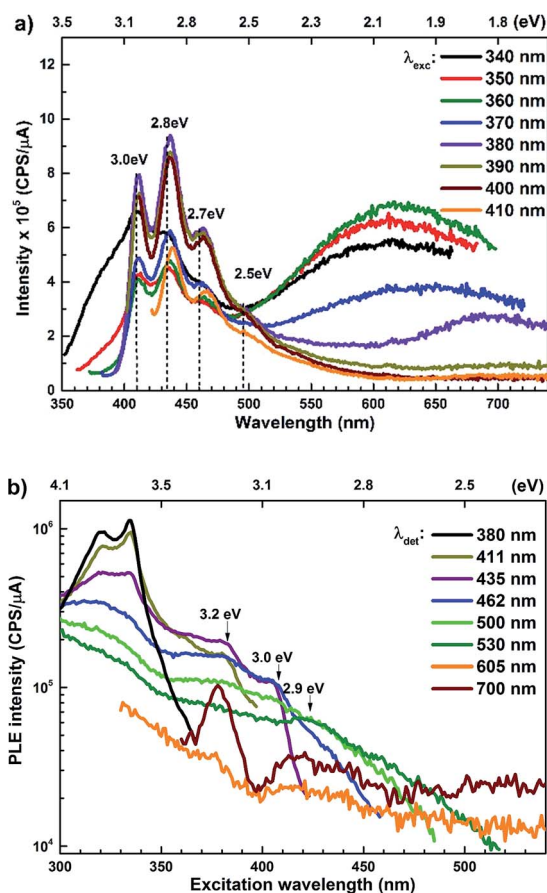 a)
3.5 3.1 2.8 2.5 2.3 2.1 1.9 1.8 (eV)
Intensity x 10⁵ (CPS/μA)
12
10
8
6
4
2
0
λexc: 340 nm
350 nm
360 nm
370 nm
380 nm
390 nm
400 nm
410 nm
2.8eV
3.0eV
2.7eV
2.5eV
350 400 450 500 550 600 650 700
Wavelength (nm)
b)
4.1 3.5 3.1 2.8 2.5 (eV)
PLE intensity (CPS/μA)
10⁶
10⁵
10⁴
λdet: 380 nm
411 nm
435 nm
462 nm
500 nm
530 nm
605 nm
700 nm
3.2 eV
3.0 eV
2.9 eV
300 350 400 450 500
Excitation wavelength (nm)